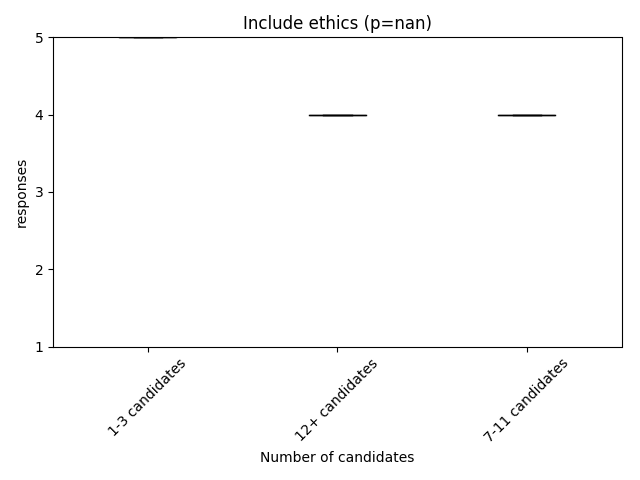 Include ethics (p=nan)
5
4
3
2
1
responses
1-3 candidates
12+ candidates
7-11 candidates
Number of candidates